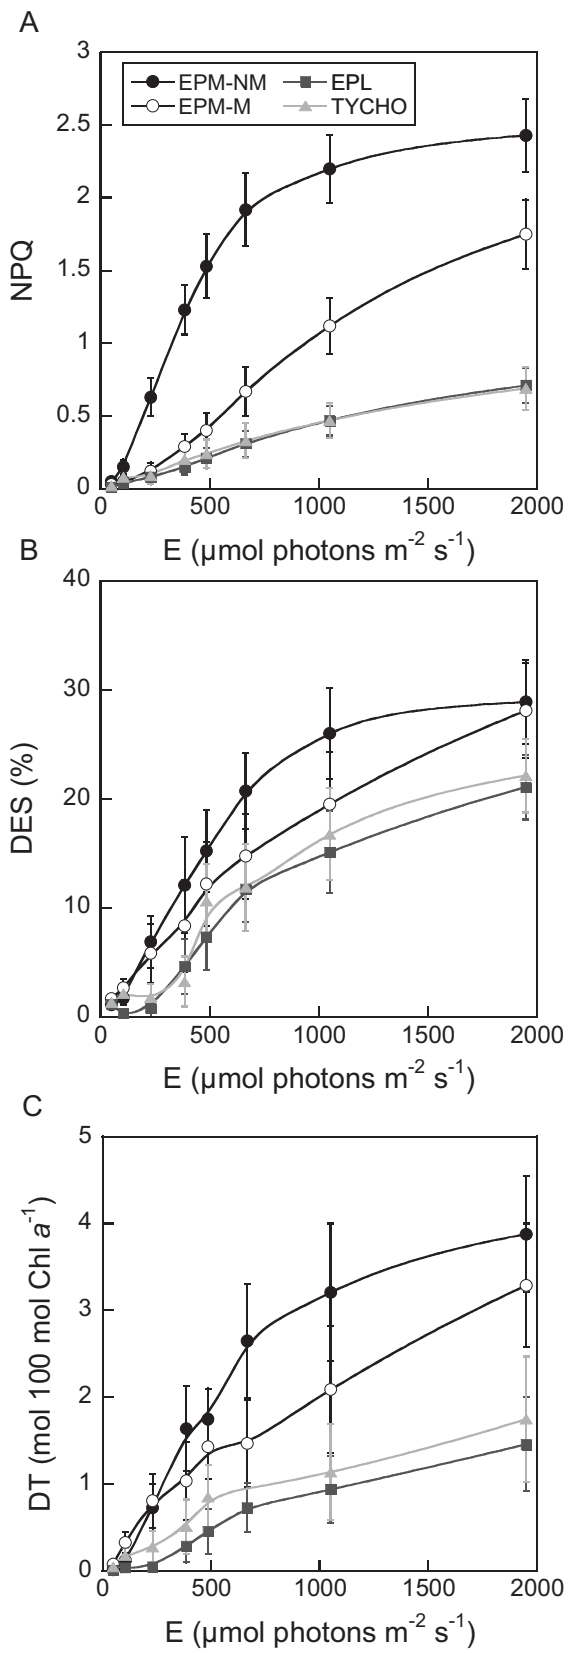 A
3
EPM-NM EPL
EPM-M TYCHO
2.5
2
1.5
1
0.5
0
NPQ
0 500 1000 1500 2000
E (µmol photons m⁻² s⁻¹)
B
40
30
20
10
0
DES (%)
0 500 1000 1500 2000
E (µmol photons m⁻² s⁻¹)
C
5
4
3
2
1
0
DT (mol 100 mol Chl a⁻¹)
0 500 1000 1500 2000
E (µmol photons m⁻² s⁻¹)